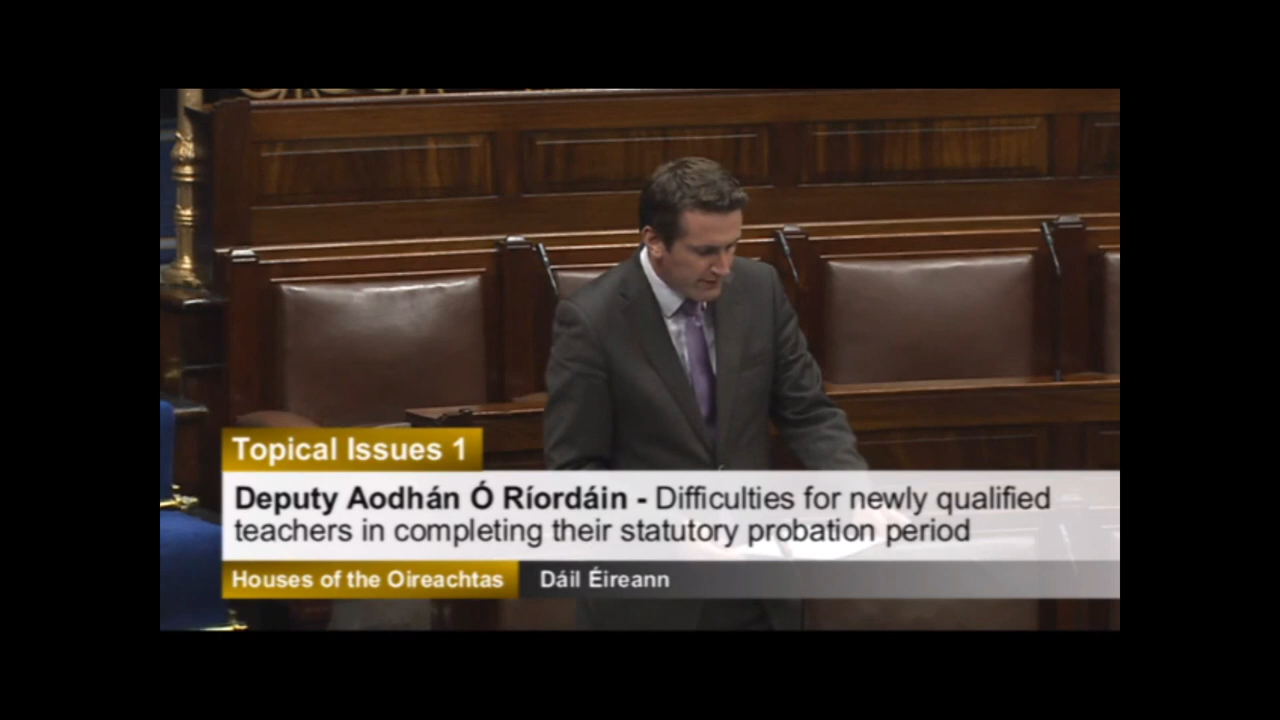 Topical Issues 1
Deputy Aodhán Ó Ríordáin - Difficulties for newly qualified
teachers in completing their statutory probation period
Houses of the Oireachtas Dáil Éireann